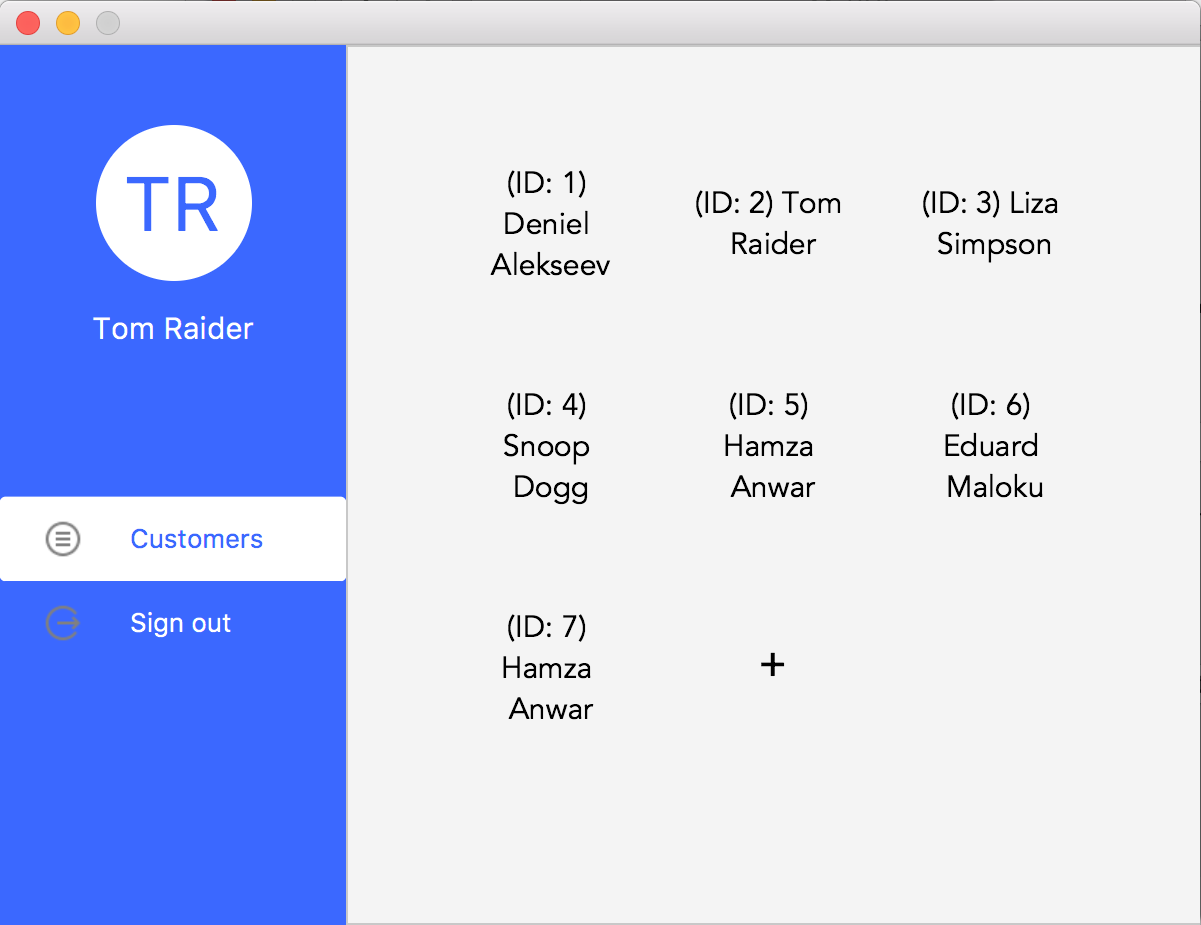 TR
Tom Raider
Customers
Sign out
(ID: 1)
Deniel
Alekseev
(ID: 2) Tom
Raider
(ID: 3) Liza
Simpson
(ID: 4)
Snoop
Dogg
(ID: 5)
Hamza
Anwar
(ID: 6)
Eduard
Maloku
(ID: 7)
Hamza
Anwar
+